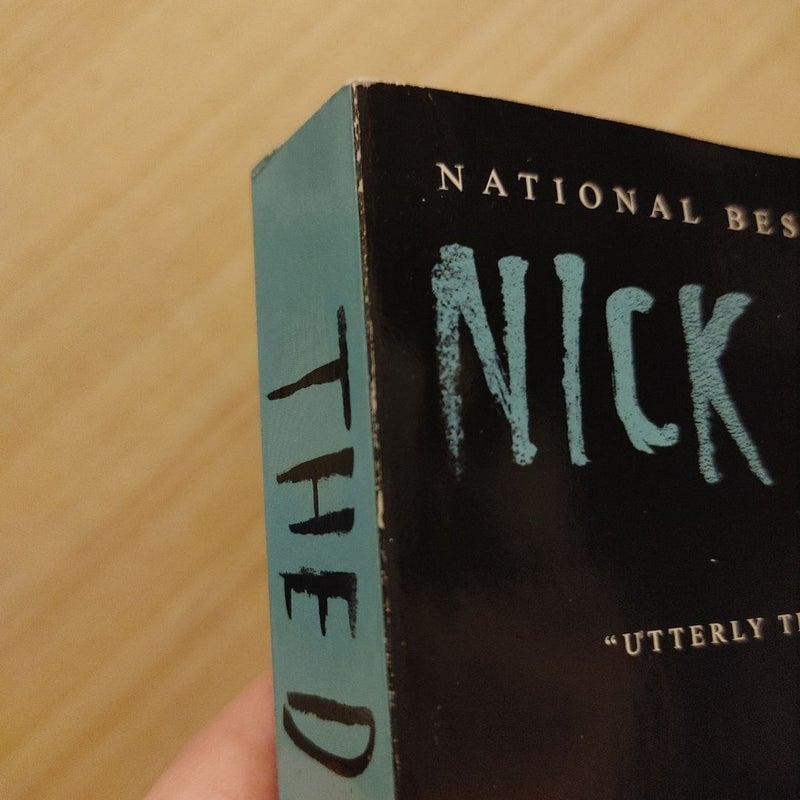 THE D
NATIONAL BES
NICK
“UTTERLY T